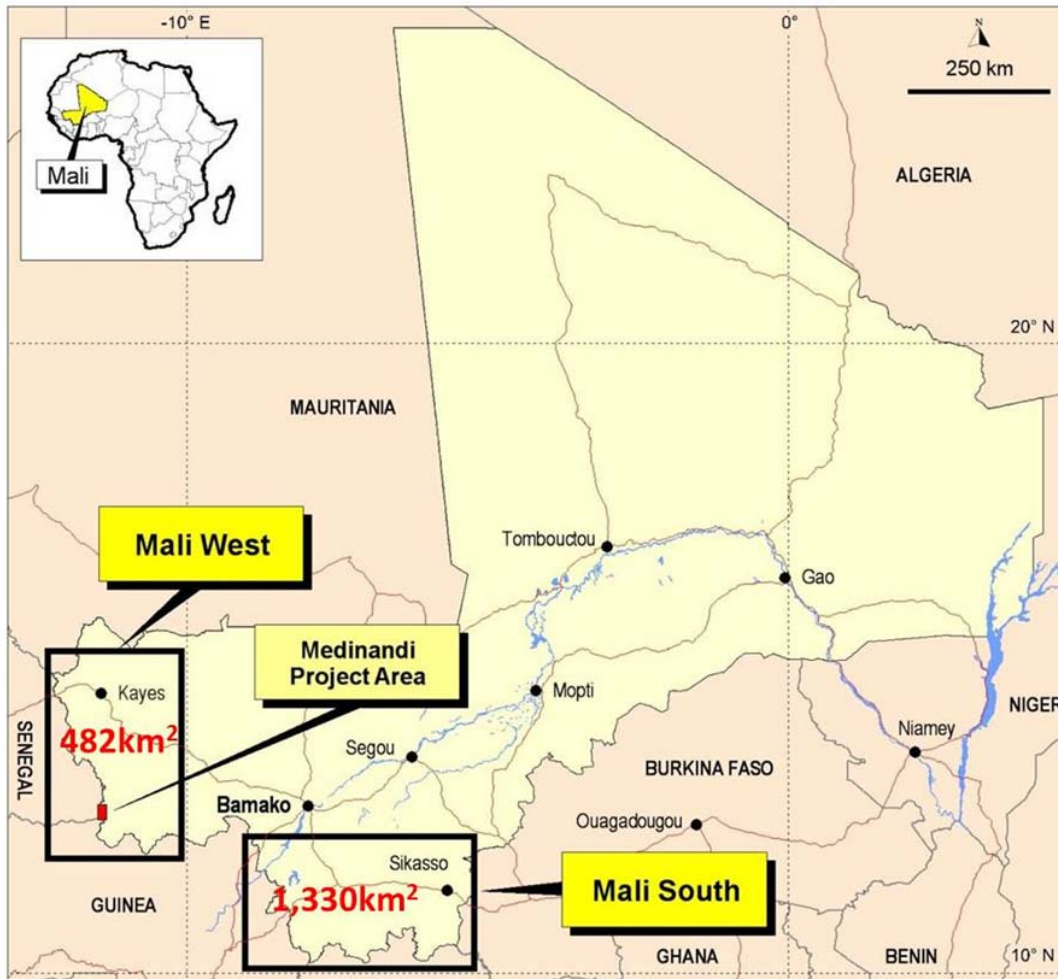 -10° E
0°
N
250 km
Mali
ALGERIA
20° N
MAURITANIA
Mali West
Tombouctou
Gao
Medinandi
Project Area
Kayes
Mopti
NIGER
SENEGAL
482km²
Segou
Niamey
BURKINA FASO
Bamako
Ouagadougou
Sikasso
1,330km²
Mali South
GUINEA
GHANA
BENIN
10° N